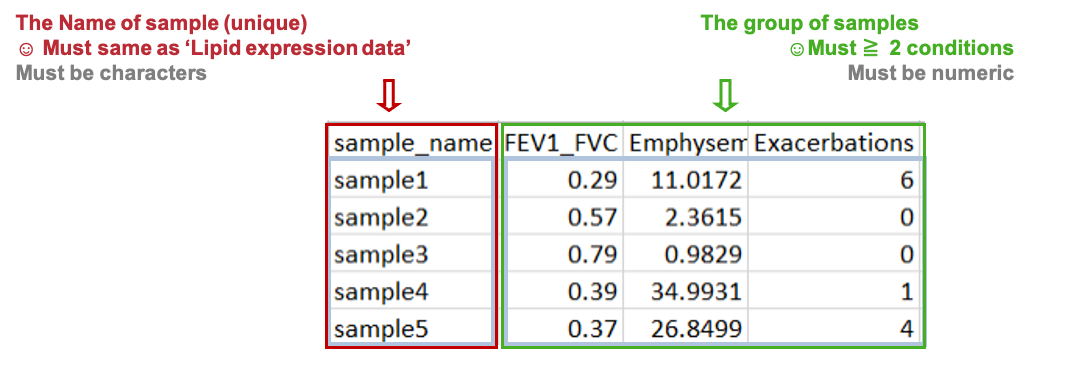 The Name of sample (unique)
☺ Must same as ‘Lipid expression data’
Must be characters
The group of samples
☺Must ≧ 2 conditions
Must be numeric
sample_name FEV1_FVC Emphysem Exacerbations
sample1 0.29 11.0172 6
sample2 0.57 2.3615 0
sample3 0.79 0.9829 0
sample4 0.39 34.9931 1
sample5 0.37 26.8499 4